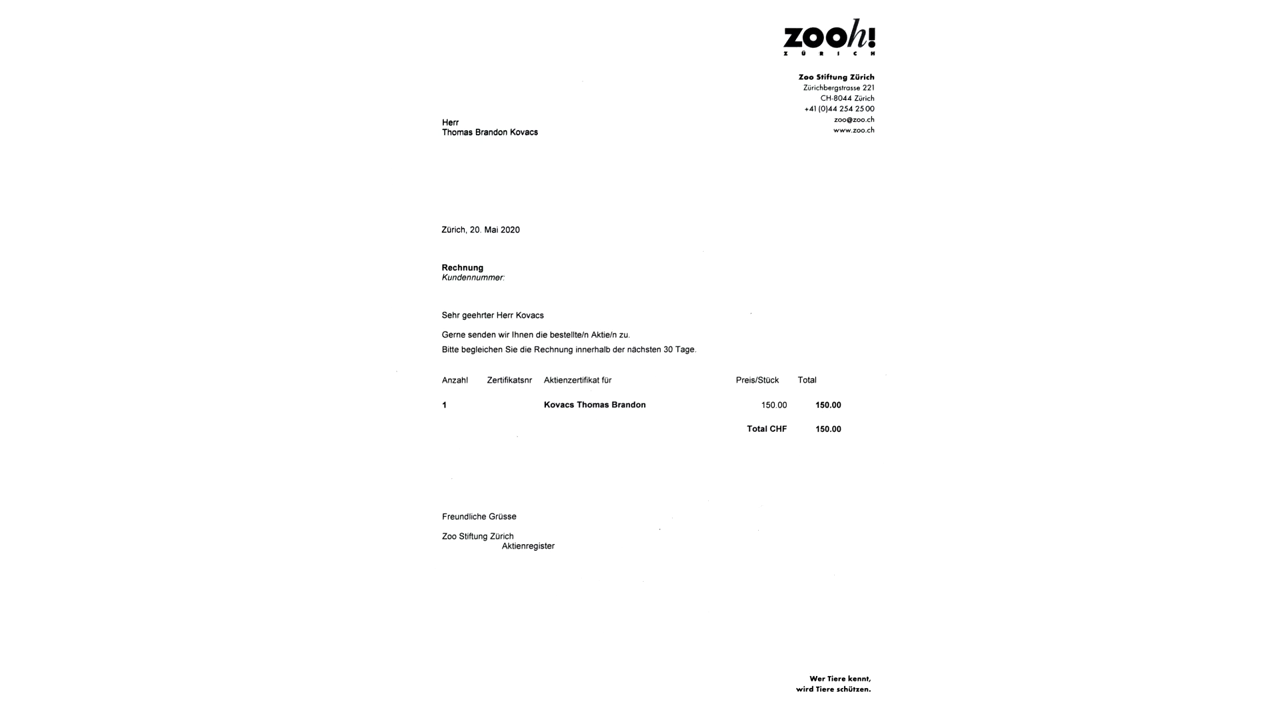 zooh!
ZÜRICH
Zoo Stiftung Zürich
Zürichbergstrasse 221
CH-8044 Zürich
+41 (0)44 254 25 00
zoo@zoo.ch
www.zoo.ch
Herr
Thomas Brandon Kovacs
Zürich, 20. Mai 2020
Rechnung
Kundennummer:
Sehr geehrter Herr Kovacs
Gerne senden wir Ihnen die bestellte/n Aktie/n zu.
Bitte begleichen Sie die Rechnung innerhalb der nächsten 30 Tage.
Anzahl Zertifikatsnr Aktienzertifikat für Preis/Stück Total
1 Kovacs Thomas Brandon 150.00 150.00
Total CHF 150.00
Freundliche Grüsse
Zoo Stiftung Zürich
Aktienregister
Wer Tiere kennt,
wird Tiere schützen.